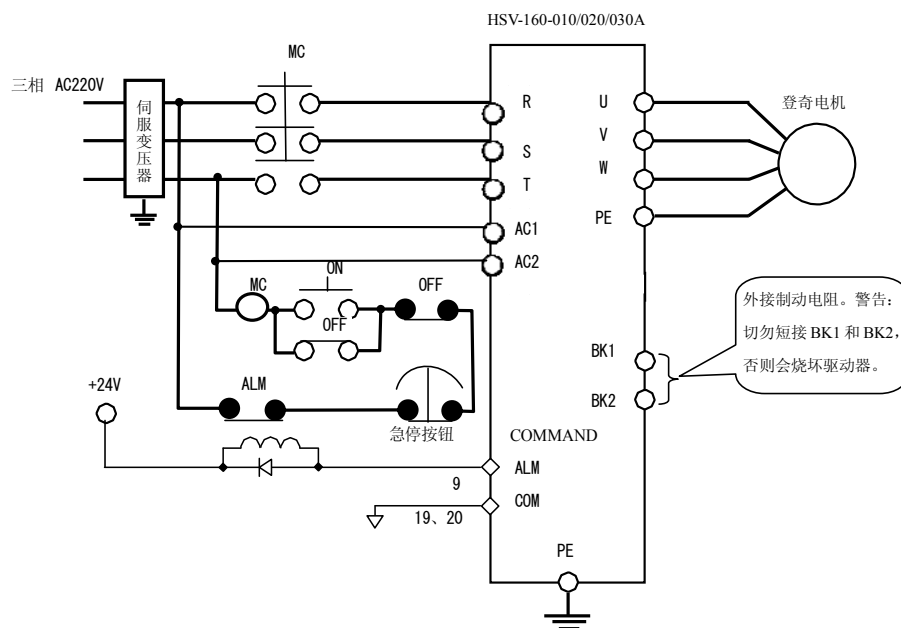 HSV-160-010/020/030A
MC
三相 AC220V
伺服变压器
R
S
T
AC1
AC2
U
V
W
PE
登奇电机
ON
MC
OFF
OFF
外接制动电阻。警告：
切勿短接 BK1 和 BK2，
否则会烧坏驱动器。
BK1
BK2
+24V
ALM
急停按钮
COMMAND
ALM
9
COM
19、20
PE